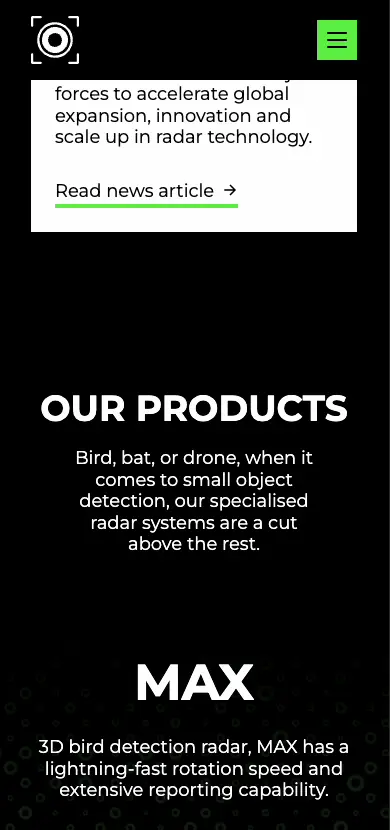 forces to accelerate global
expansion, innovation and
scale up in radar technology.
Read news article →
OUR PRODUCTS
Bird, bat, or drone, when it
comes to small object
detection, our specialised
radar systems are a cut
above the rest.
MAX
3D bird detection radar, MAX has a
lightning-fast rotation speed and
extensive reporting capability.